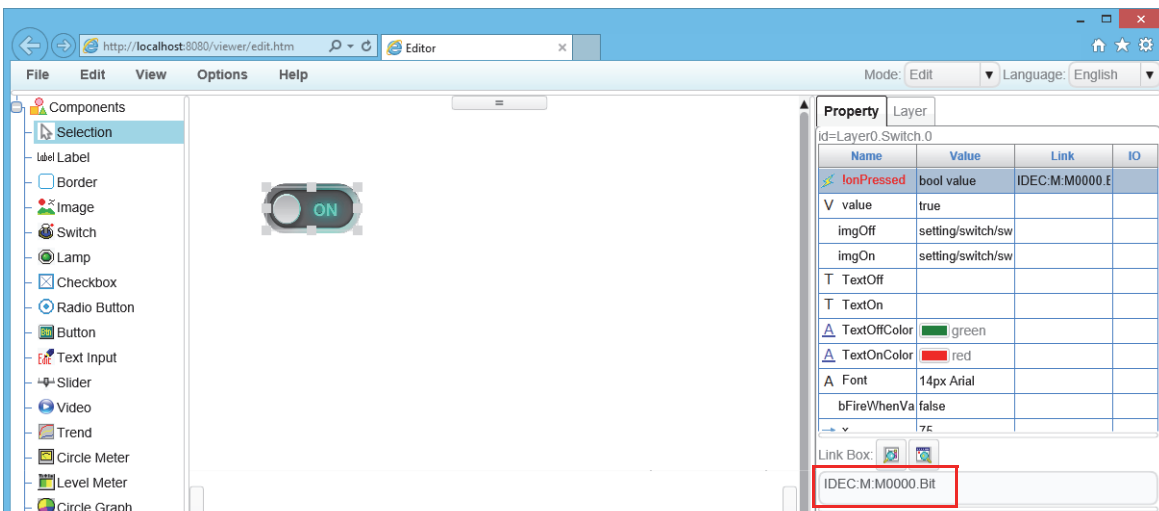 http://localhost:8080/viewer/edit.htm
Editor
File Edit View Options Help
Mode: Edit Language: English
Components
Selection
Label Label
Border
Image
Switch
Lamp
Checkbox
Radio Button
Btn Button
Edit Text Input
Slider
Video
Trend
Circle Meter
Level Meter
Circle Graph
ON
Property Layer
id=Layer0.Switch.0
Name Value Link IO
!onPressed bool value IDEC:M:M0000.E
V value true
imgOff setting/switch/sw
imgOn setting/switch/sw
T TextOff
T TextOn
A TextOffColor green
A TextOnColor red
A Font 14px Arial
bFireWhenVa false
x 75
Link Box:
IDEC:M:M0000.Bit